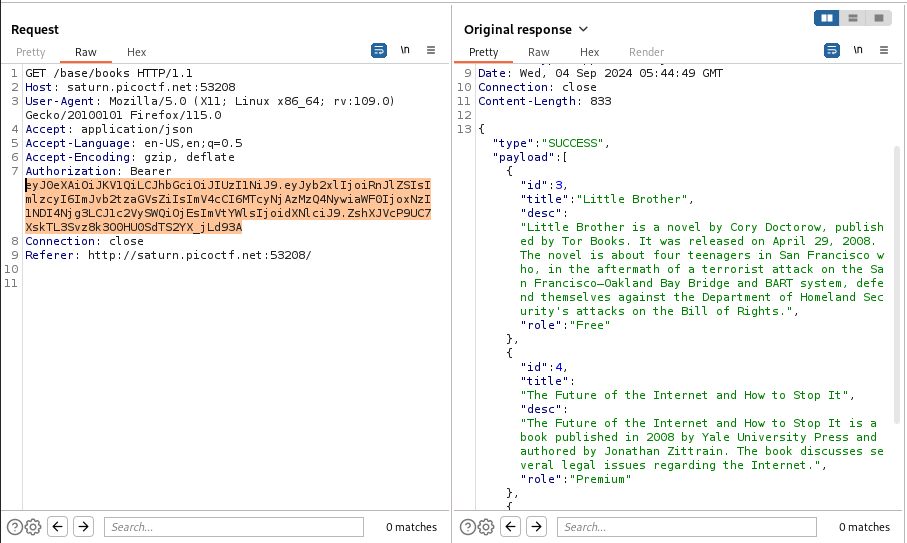 Request
Pretty Raw Hex \n
1 GET /base/books HTTP/1.1
2 Host: saturn.picoctf.net:53208
3 User-Agent: Mozilla/5.0 (X11; Linux x86_64; rv:109.0)
Gecko/20100101 Firefox/115.0
4 Accept: application/json
5 Accept-Language: en-US,en;q=0.5
6 Accept-Encoding: gzip, deflate
7 Authorization: Bearer
eyJ0eXAiOiJKV1QiLCJhbGciOiJIUzI1NiJ9.eyJyb2xlIjoiRnJlZSIsI
mlzcyI6ImJvb2tzaGVsZiIsImV4cCI6MTcyNjAzMzQ4NywiaWF0IjoxNzI
1NDI4Njg3LCJ1c2VySWQiOjEsImVtYWlsIjoidXNlciJ9.ZshXJVcP9UC7
XskTL3Svz8k3O0HU0SdTS2YX_jLd93A
8 Connection: close
9 Referer: http://saturn.picoctf.net:53208/
10
11
Search...
0 matches
Original response
Pretty Raw Hex Render \n
9 Date: Wed, 04 Sep 2024 05:44:49 GMT
10 Connection: close
11 Content-Length: 833
12
13 {
"type":"SUCCESS",
"payload":[
{
"id":3,
"title":"Little Brother",
"desc":
"Little Brother is a novel by Cory Doctorow, publish
ed by Tor Books. It was released on April 29, 2008.
The novel is about four teenagers in San Francisco w
ho, in the aftermath of a terrorist attack on the Sa
n Francisco–Oakland Bay Bridge and BART system, defe
nd themselves against the Department of Homeland Sec
urity's attacks on the Bill of Rights.",
"role":"Free"
},
{
"id":4,
"title":
"The Future of the Internet and How to Stop It",
"desc":
"The Future of the Internet and How to Stop It is a
book published in 2008 by Yale University Press and
authored by Jonathan Zittrain. The book discusses se
veral legal issues regarding the Internet.",
"role":"Premium"
},
{
Search...
0 matches